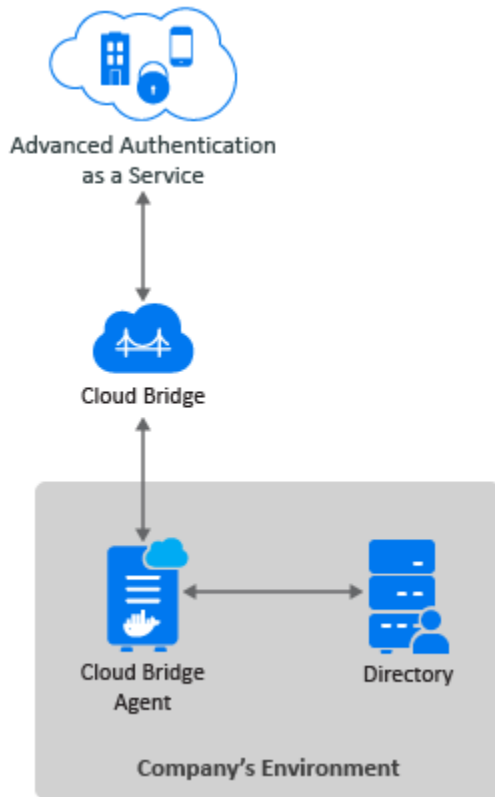 Advanced Authentication
as a Service
Cloud Bridge
Cloud Bridge
Agent
Directory
Company's Environment